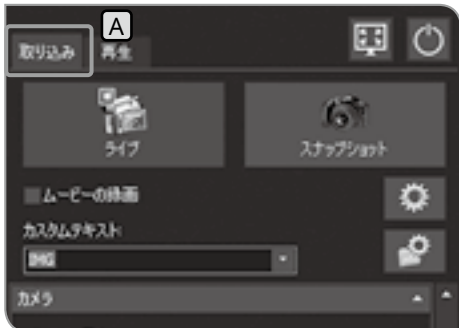 A
取り込み 再生
ライブ スナップショット
ムービーの録画
カスタムテキスト
IMG
カメラ